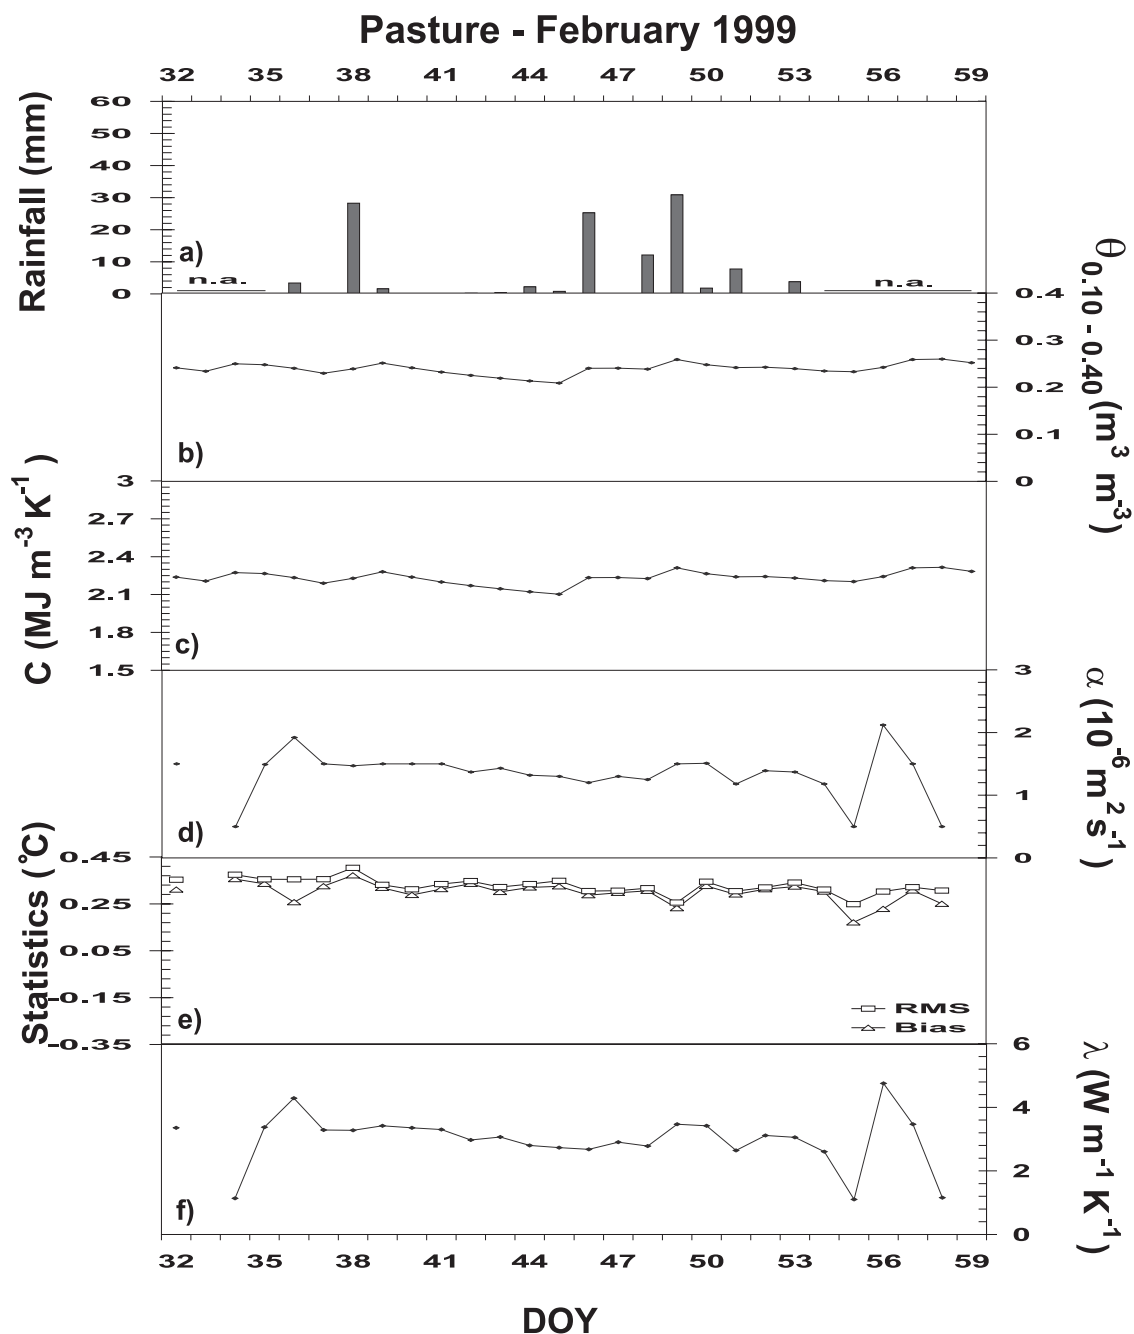 Pasture - February 1999
32 35 38 41 44 47 50 53 56 59
Rainfall (mm)
60
50
40
30
20
10
0
a)
n.a.
n.a.
θ0.10 - 0.40 (m3 m-3)
0.4
0.3
0.2
0.1
0
b)
C (MJ m-3 K-1)
3
2.7
2.4
2.1
1.8
1.5
c)
α (10-6 m2 s-1)
3
2
1
0
d)
Statistics (°C)
0.45
0.25
0.05
-0.15
-0.35
e)
RMS
Bias
λ (W m-1 K-1)
6
4
2
0
f)
32 35 38 41 44 47 50 53 56 59
DOY